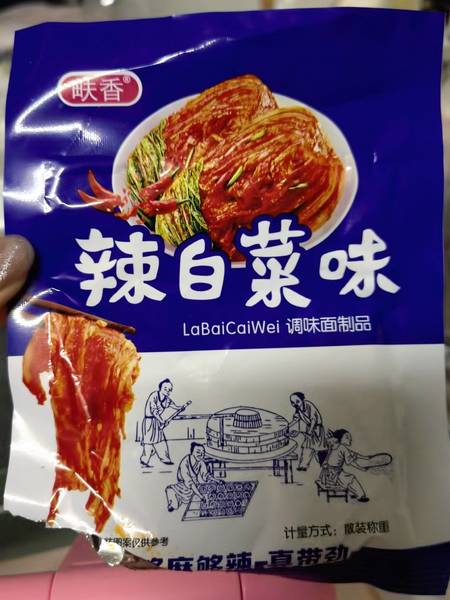 畉香®
辣白菜味
LaBaiCaiWei 调味面制品
计量方式：散装称重
图案仅供参考
麻够辣 真带劲